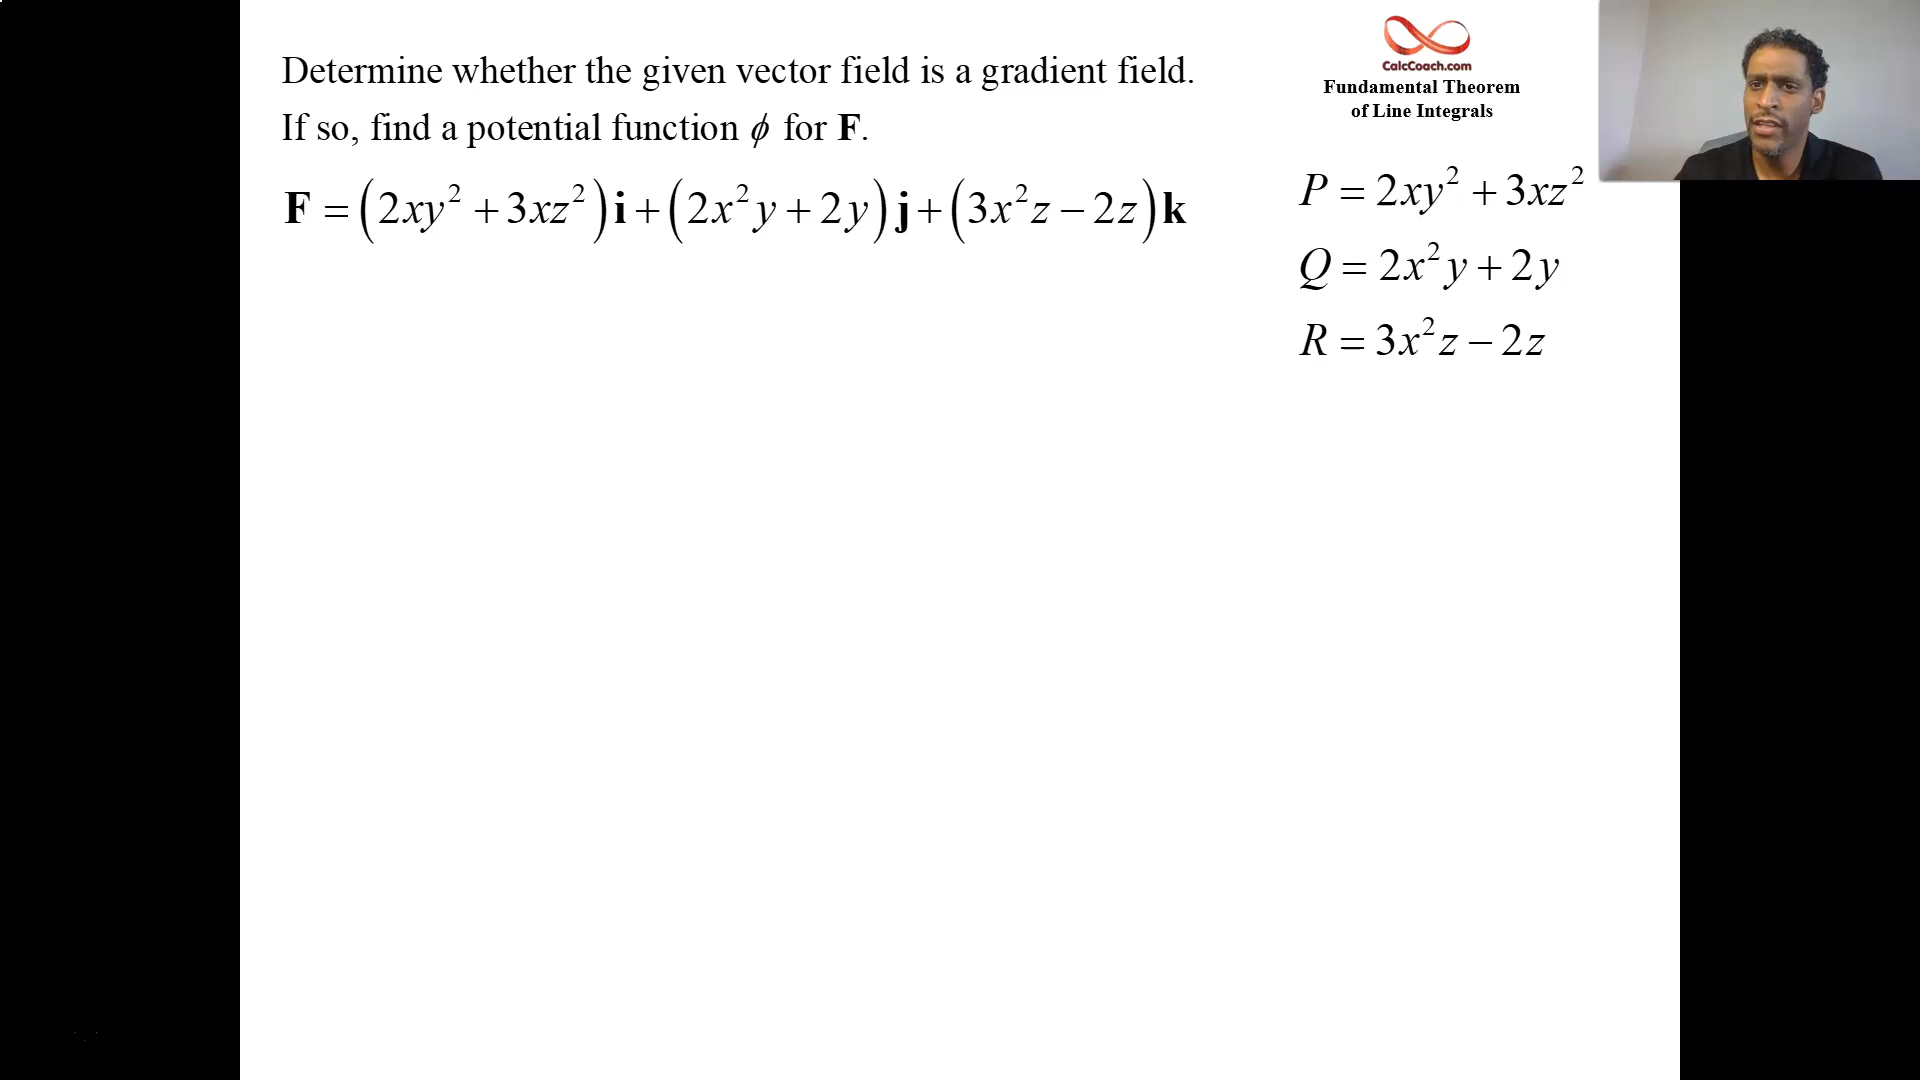 Determine whether the given vector field is a gradient field.
If so, find a potential function ϕ for F.
F = (2xy² + 3xz²) i + (2x²y + 2y) j + (3x²z − 2z) k
CalcCoach.com
Fundamental Theorem
of Line Integrals
P = 2xy² + 3xz²
Q = 2x²y + 2y
R = 3x²z − 2z